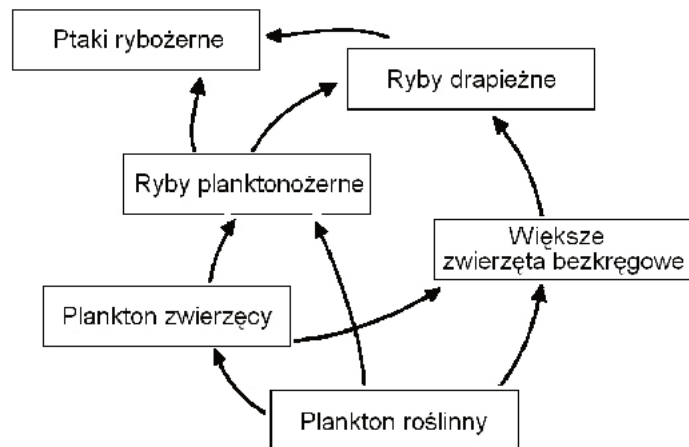 Ptaki rybożerne
Ryby drapieżne
Ryby planktonożerne
Większe
zwierzęta bezkręgowe
Plankton zwierzęcy
Plankton roślinny